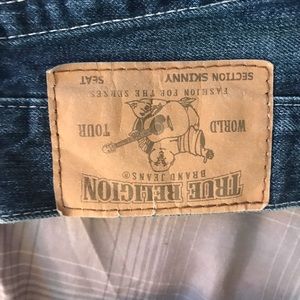 TRUE RELIGION
BRAND JEANS®
WORLD TOUR
FASHION FOR THE SENSES
SECTION SKINNY SEAT